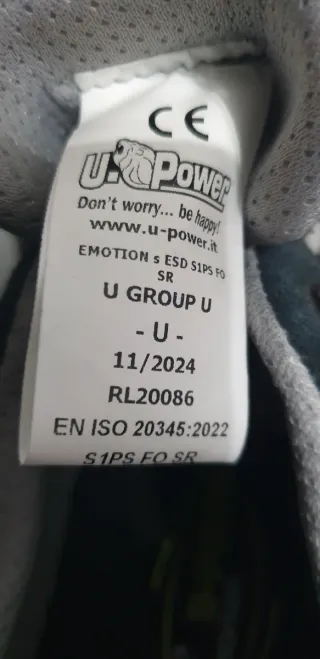 CE
U.Power
Don't worry... be happy!
www.u-power.it
EMOTION s ESD S1PS FO
SR
U GROUP U
- U -
11/2024
RL20086
EN ISO 20345:2022
S1PS FO SR